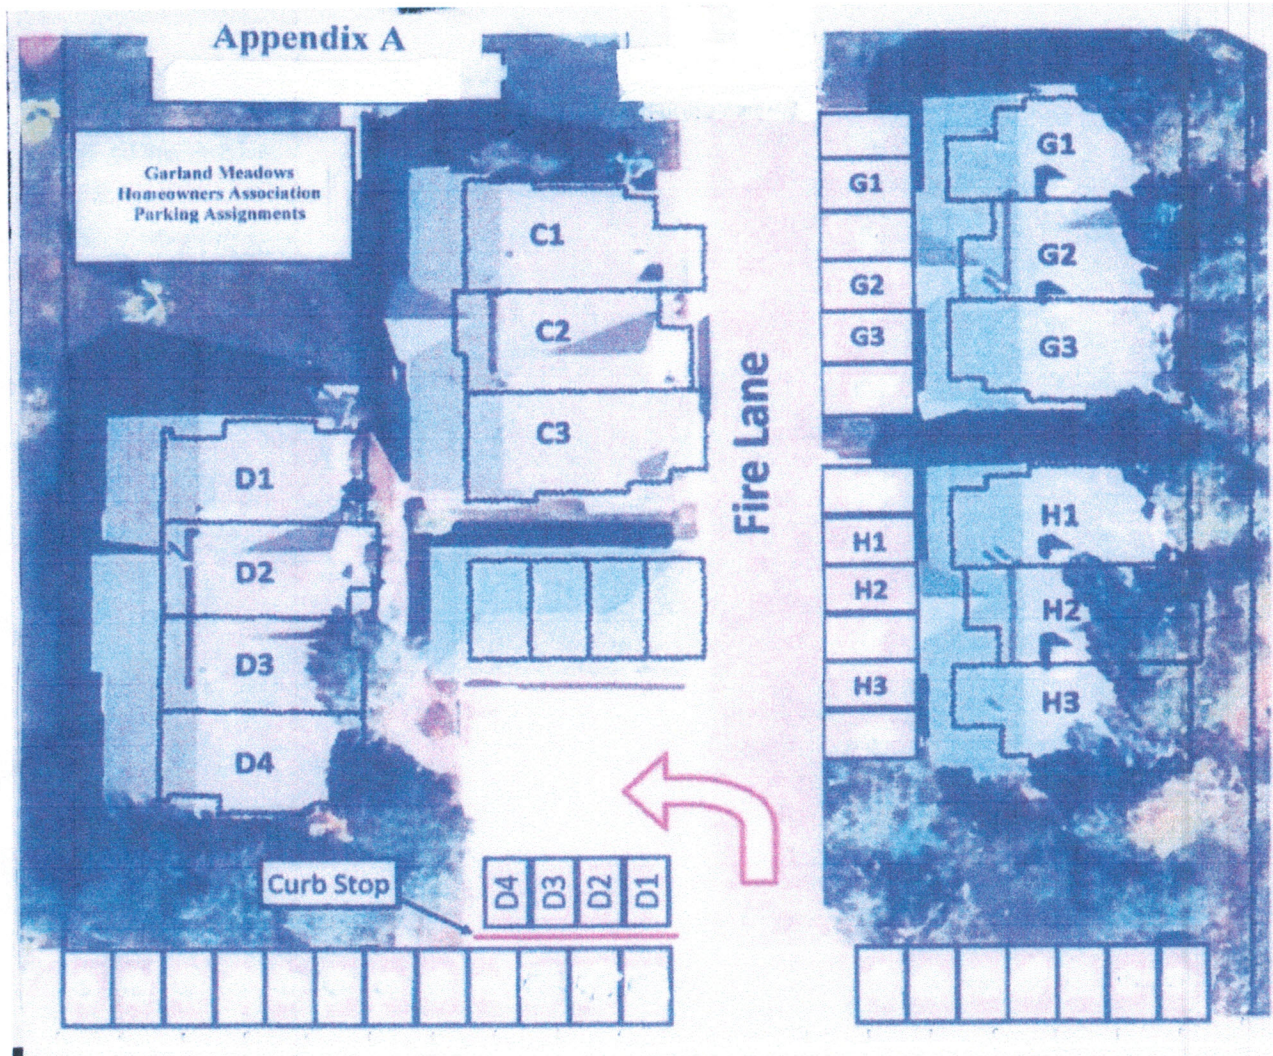 Appendix A
Garland Meadows
Homeowners Association
Parking Assignments
C1
C2
C3
D1
D2
D3
D4
Fire Lane
G1
G2
G3
H1
H2
H3
G1
G2
G3
H1
H2
H3
Curb Stop
D4
D3
D2
D1